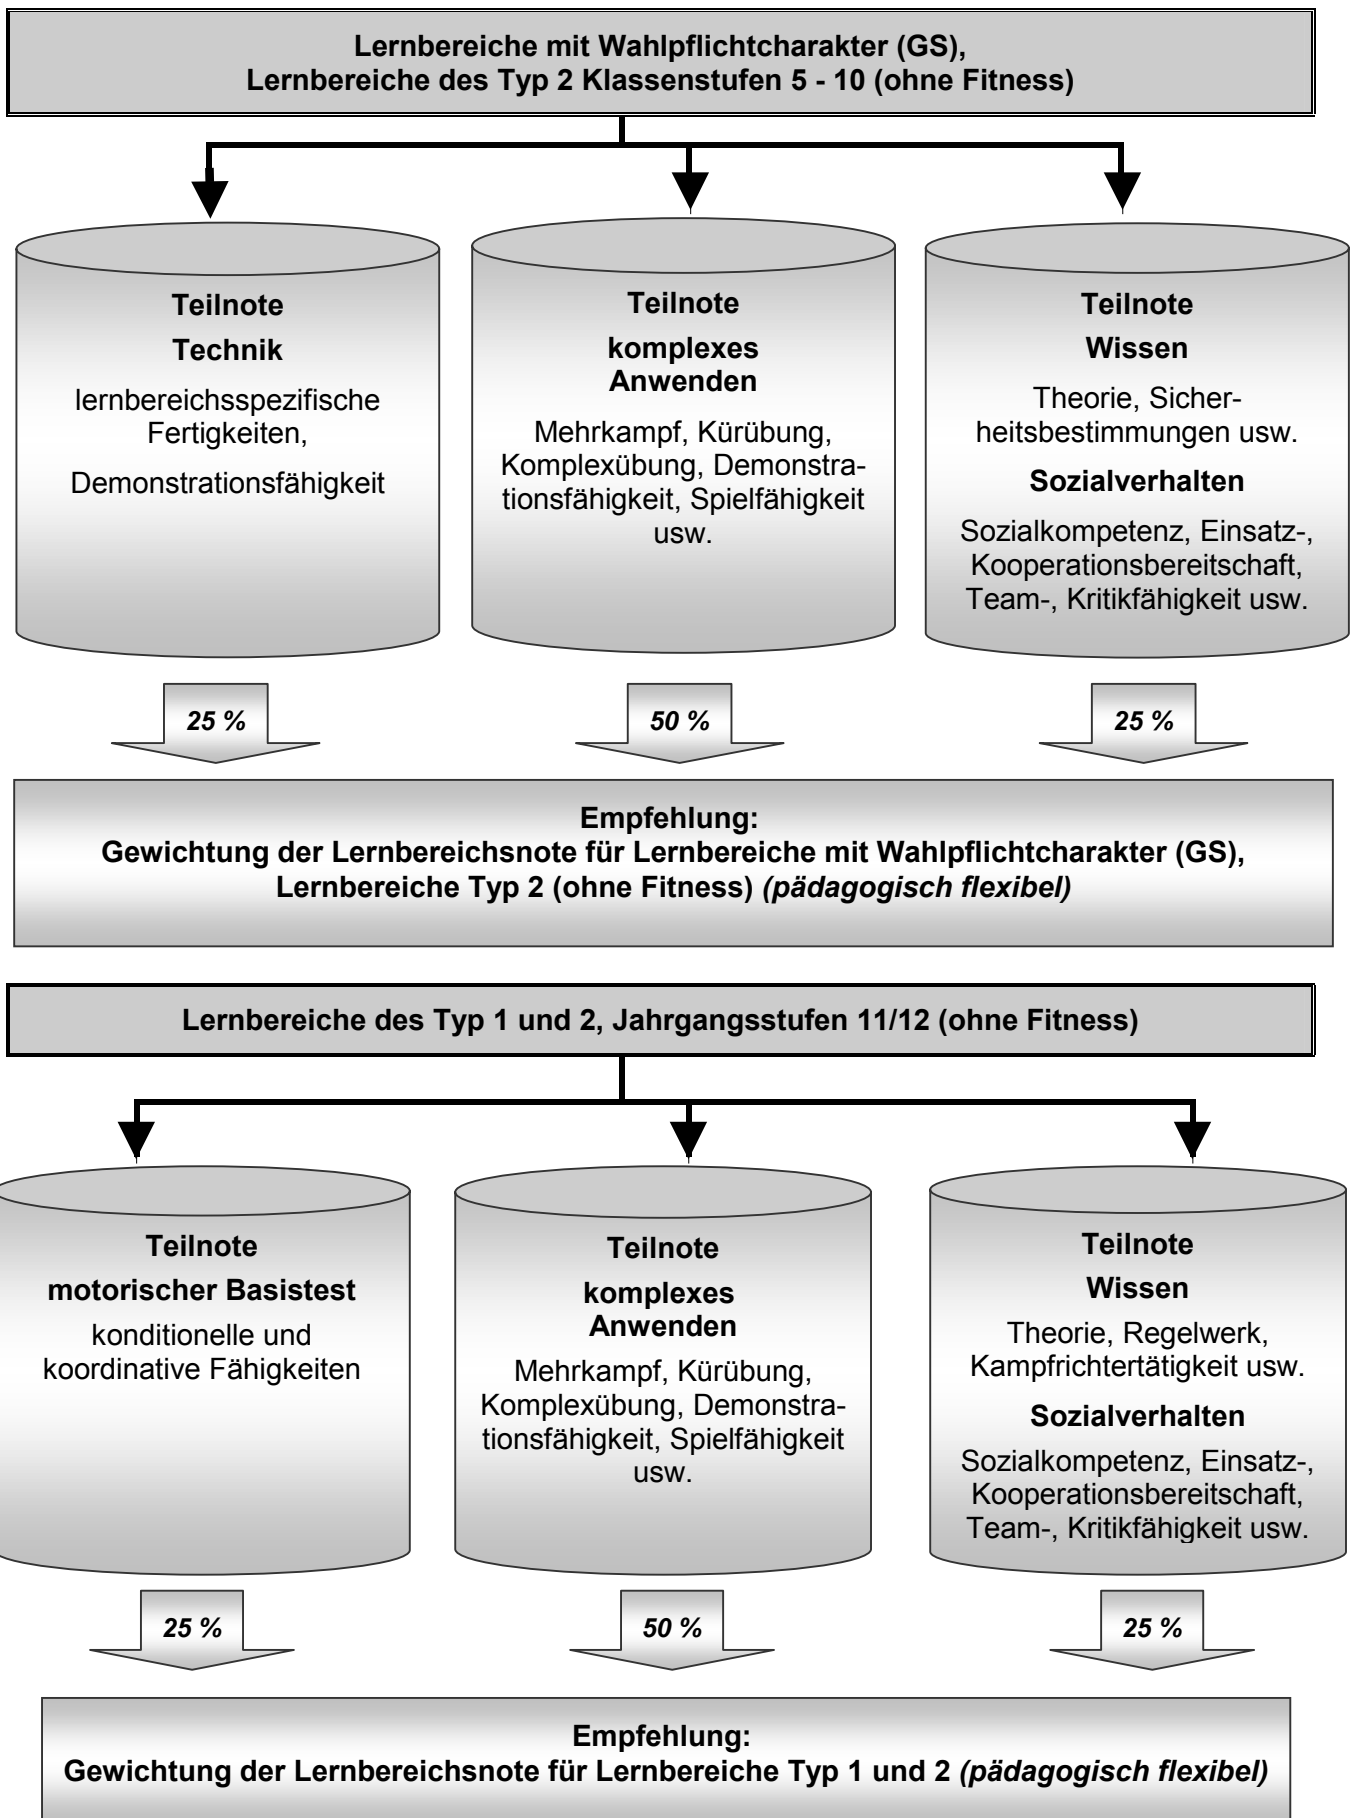 Lernbereiche mit Wahlpflichtcharakter (GS),
Lernbereiche des Typ 2 Klassenstufen 5 - 10 (ohne Fitness)
Teilnote
Technik
lernbereichsspezifische
Fertigkeiten,
Demonstrationsfähigkeit
Teilnote
komplexes
Anwenden
Mehrkampf, Kürübung,
Komplexübung, Demonstra-
tionsfähigkeit, Spielfähigkeit
usw.
Teilnote
Wissen
Theorie, Sicher-
heitsbestimmungen usw.
Sozialverhalten
Sozialkompetenz, Einsatz-,
Kooperationsbereitschaft,
Team-, Kritikfähigkeit usw.
25 %
50 %
25 %
Empfehlung:
Gewichtung der Lernbereichsnote für Lernbereiche mit Wahlpflichtcharakter (GS),
Lernbereiche Typ 2 (ohne Fitness) (pädagogisch flexibel)
Lernbereiche des Typ 1 und 2, Jahrgangsstufen 11/12 (ohne Fitness)
Teilnote
motorischer Basistest
konditionelle und
koordinative Fähigkeiten
Teilnote
komplexes
Anwenden
Mehrkampf, Kürübung,
Komplexübung, Demonstra-
tionsfähigkeit, Spielfähigkeit
usw.
Teilnote
Wissen
Theorie, Regelwerk,
Kampfrichtertätigkeit usw.
Sozialverhalten
Sozialkompetenz, Einsatz-,
Kooperationsbereitschaft,
Team-, Kritikfähigkeit usw.
25 %
50 %
25 %
Empfehlung:
Gewichtung der Lernbereichsnote für Lernbereiche Typ 1 und 2 (pädagogisch flexibel)